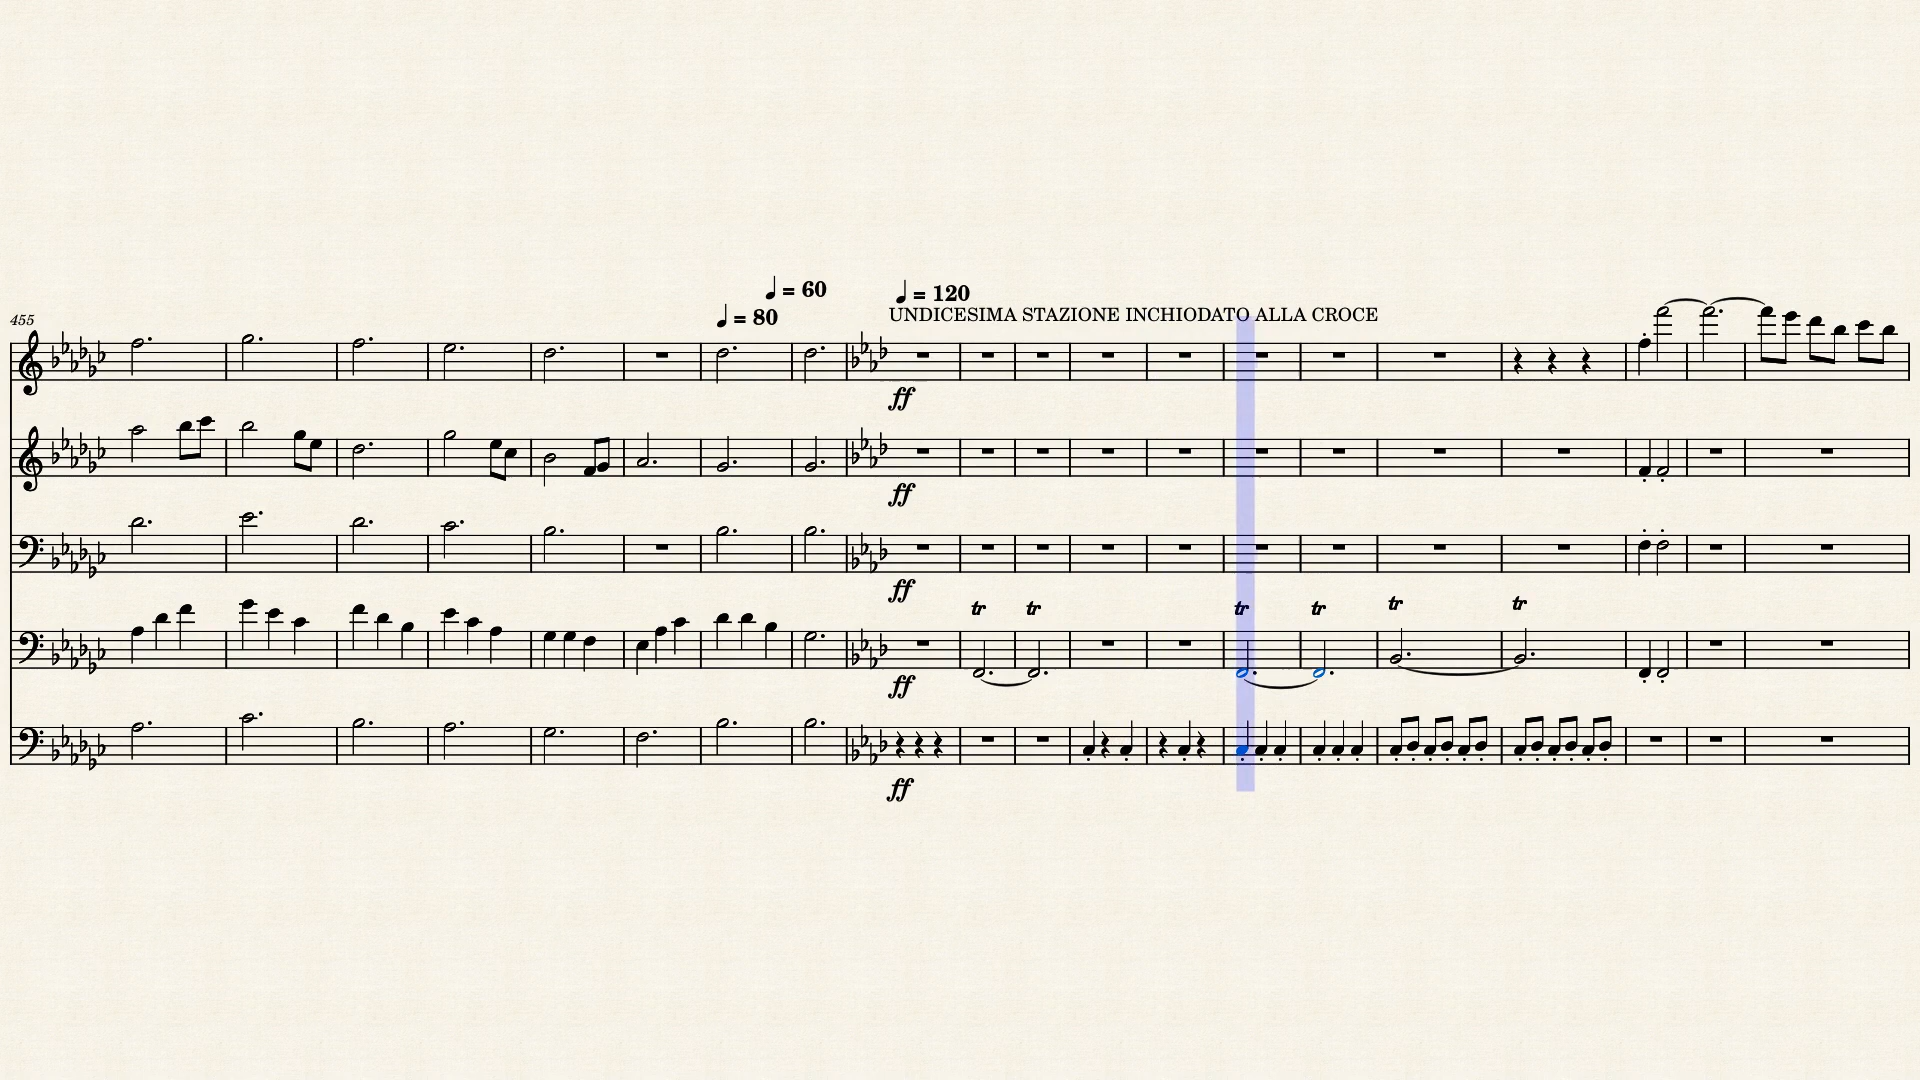 ♩ = 60
♩ = 80
♩ = 120
UNDICESIMA STAZIONE INCHIODATO ALLA CROCE
455
ff
ff
ff
tr tr tr tr tr tr
ff
ff